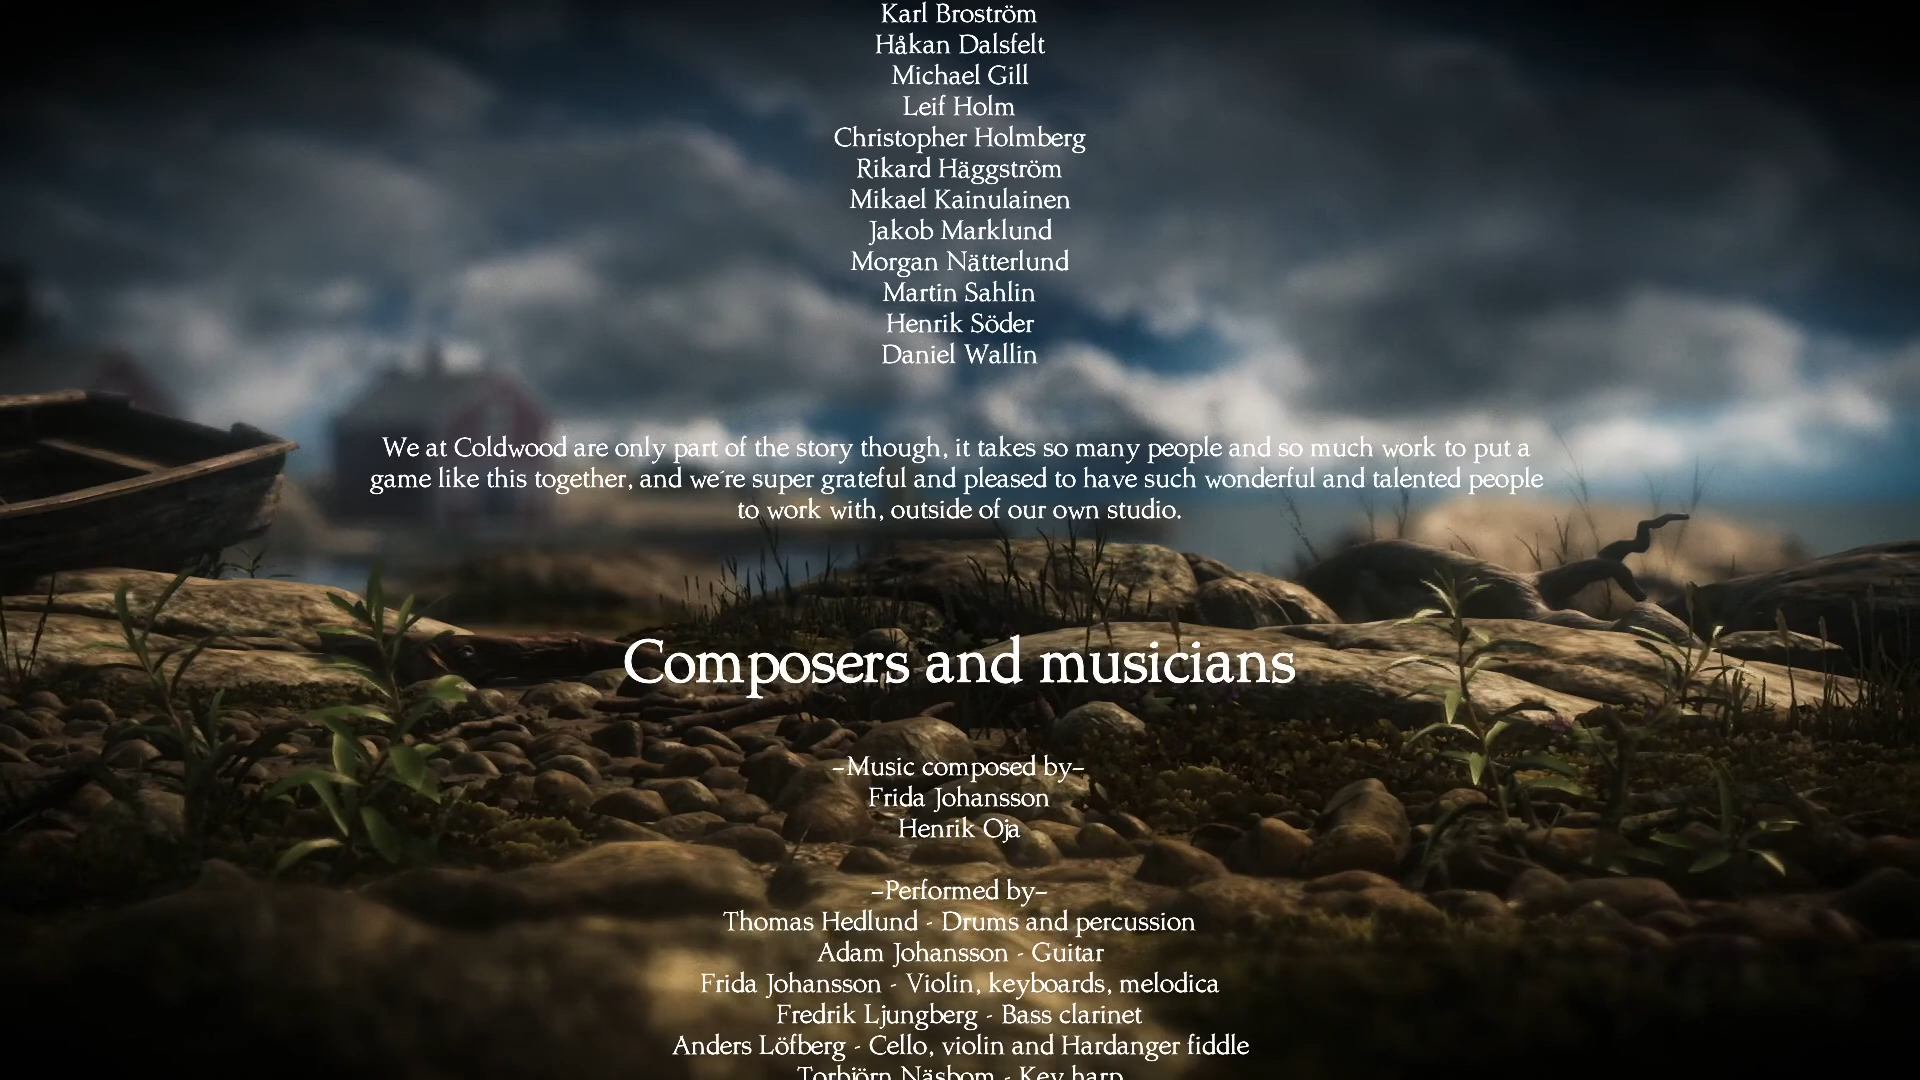 Karl Broström
Håkan Dalsfelt
Michael Gill
Leif Holm
Christopher Holmberg
Rikard Häggström
Mikael Kainulainen
Jakob Marklund
Morgan Nätterlund
Martin Sahlin
Henrik Söder
Daniel Wallin
We at Coldwood are only part of the story though, it takes so many people and so much work to put a
game like this together, and we´re super grateful and pleased to have such wonderful and talented people
to work with, outside of our own studio.
Composers and musicians
–Music composed by–
Frida Johansson
Henrik Oja
–Performed by–
Thomas Hedlund - Drums and percussion
Adam Johansson - Guitar
Frida Johansson - Violin, keyboards, melodica
Fredrik Ljungberg - Bass clarinet
Anders Löfberg - Cello, violin and Hardanger fiddle
Torbjörn Näsbom - Key harp